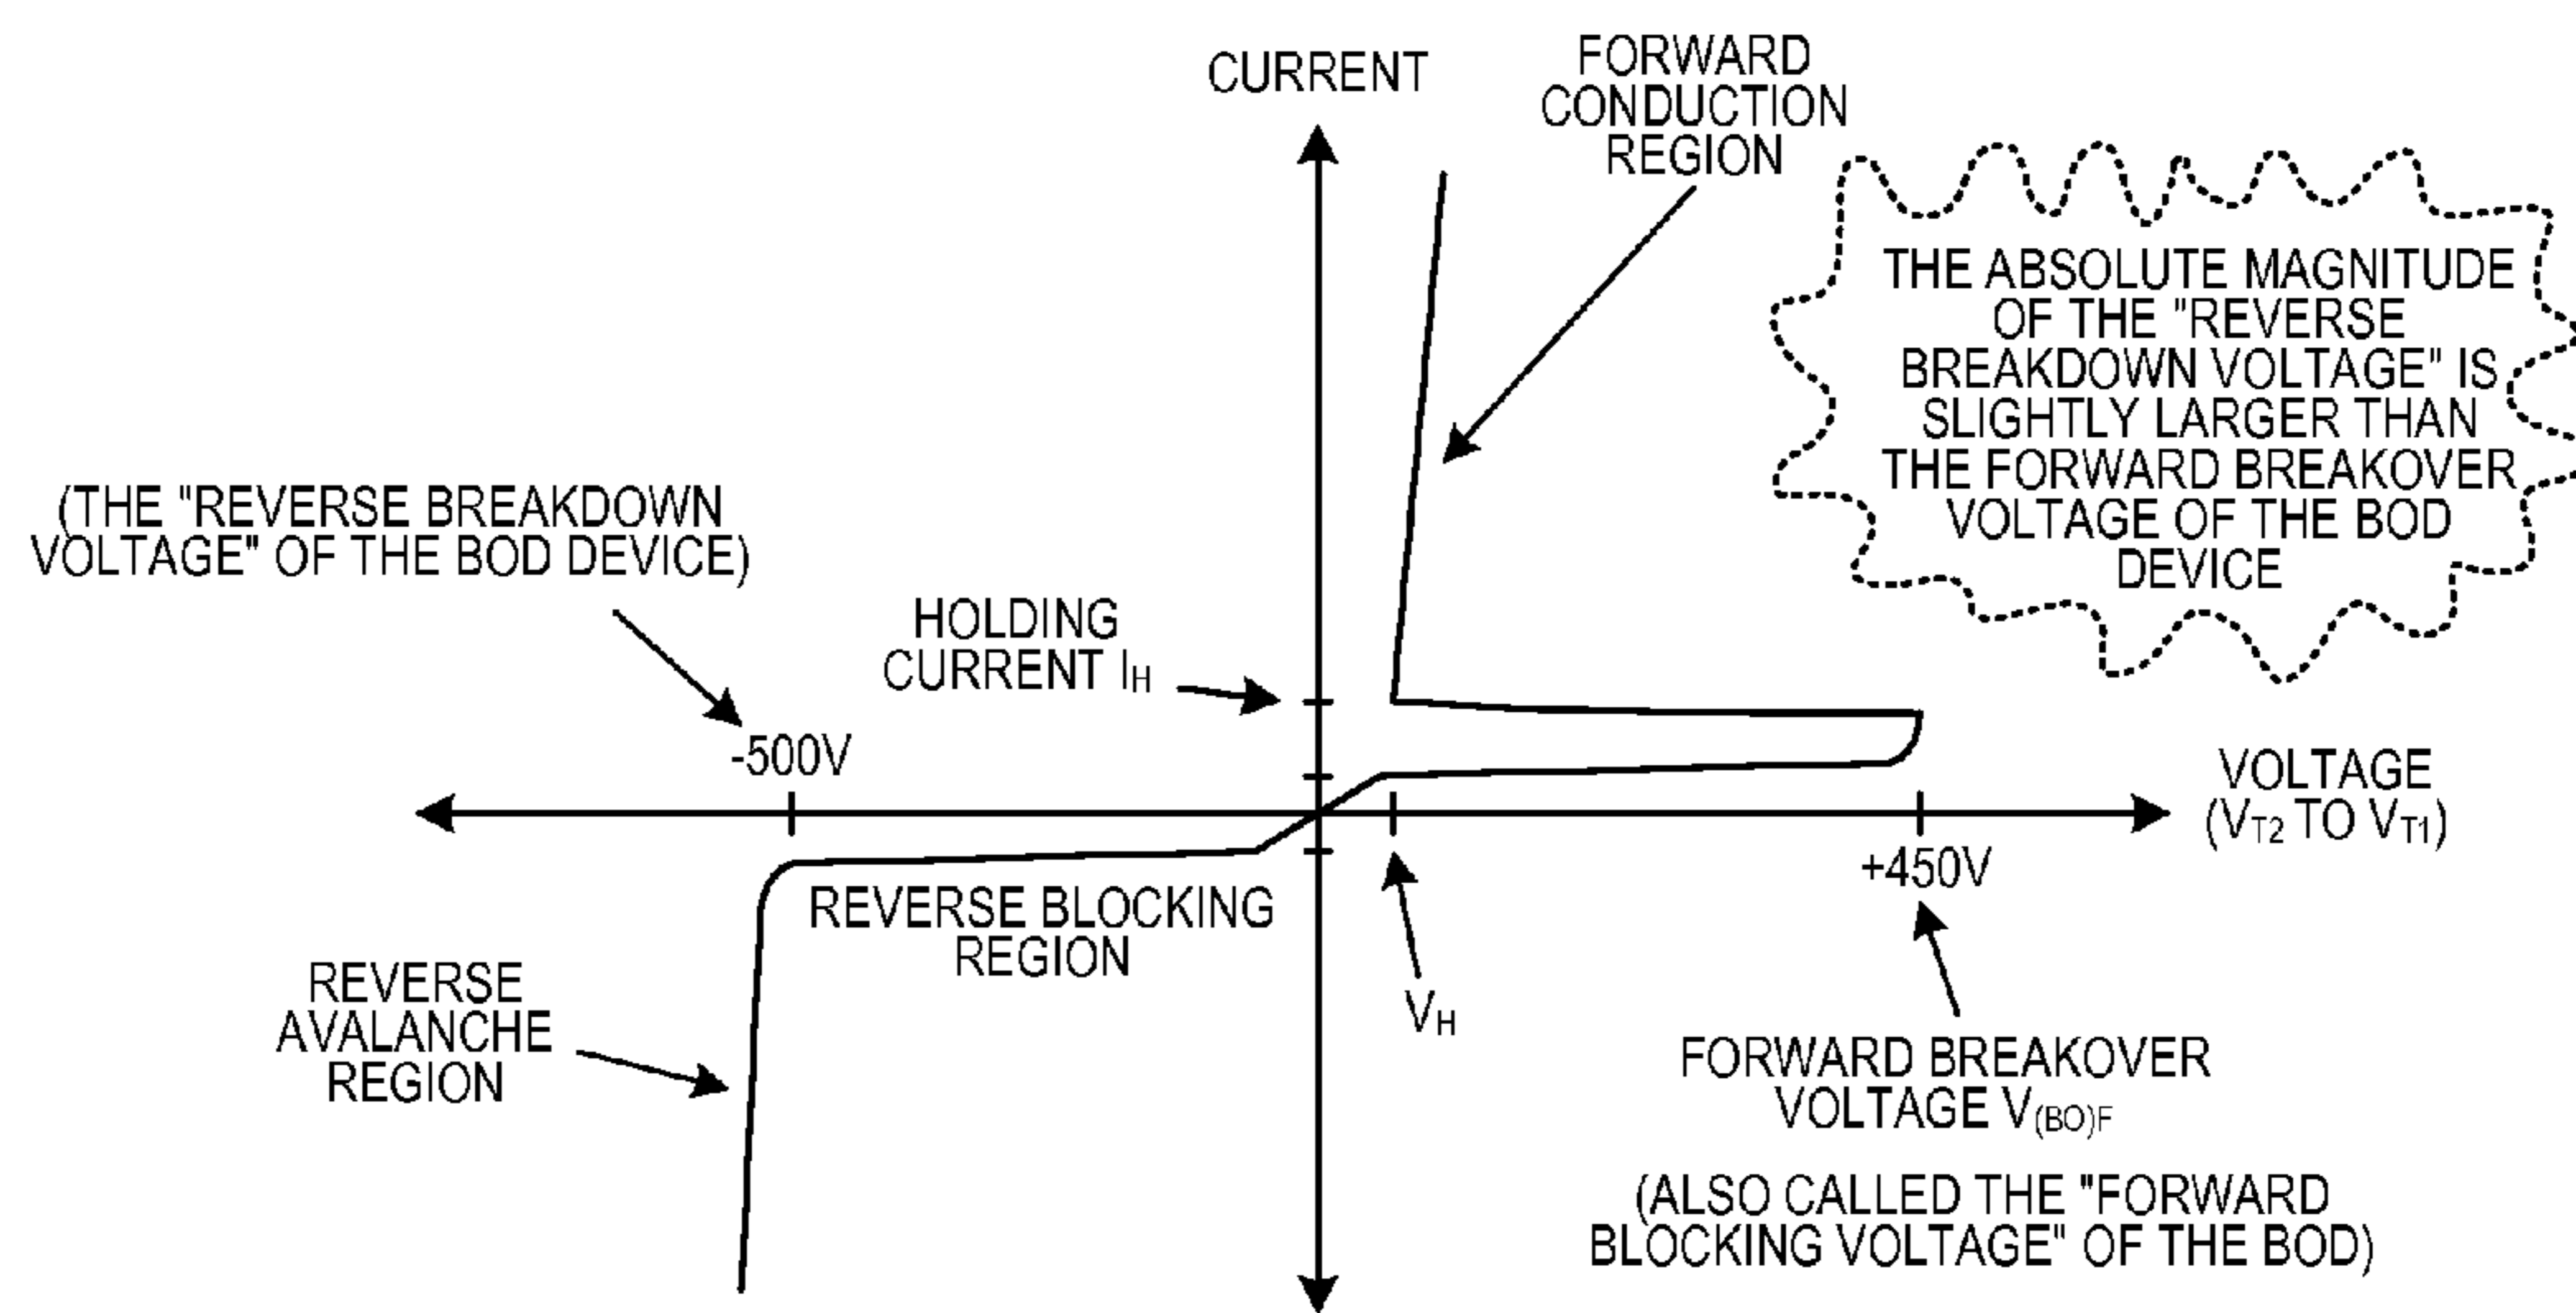 CURRENT
FORWARD
CONDUCTION
REGION
THE ABSOLUTE MAGNITUDE
OF THE "REVERSE
BREAKDOWN VOLTAGE" IS
SLIGHTLY LARGER THAN
THE FORWARD BREAKOVER
VOLTAGE OF THE BOD
DEVICE
(THE "REVERSE BREAKDOWN
VOLTAGE" OF THE BOD DEVICE)
HOLDING
CURRENT IH
-500V
VOLTAGE
(VT2 TO VT1)
+450V
REVERSE BLOCKING
REGION
REVERSE
AVALANCHE
REGION
VH
FORWARD BREAKOVER
VOLTAGE V(BO)F
(ALSO CALLED THE "FORWARD
BLOCKING VOLTAGE" OF THE BOD)